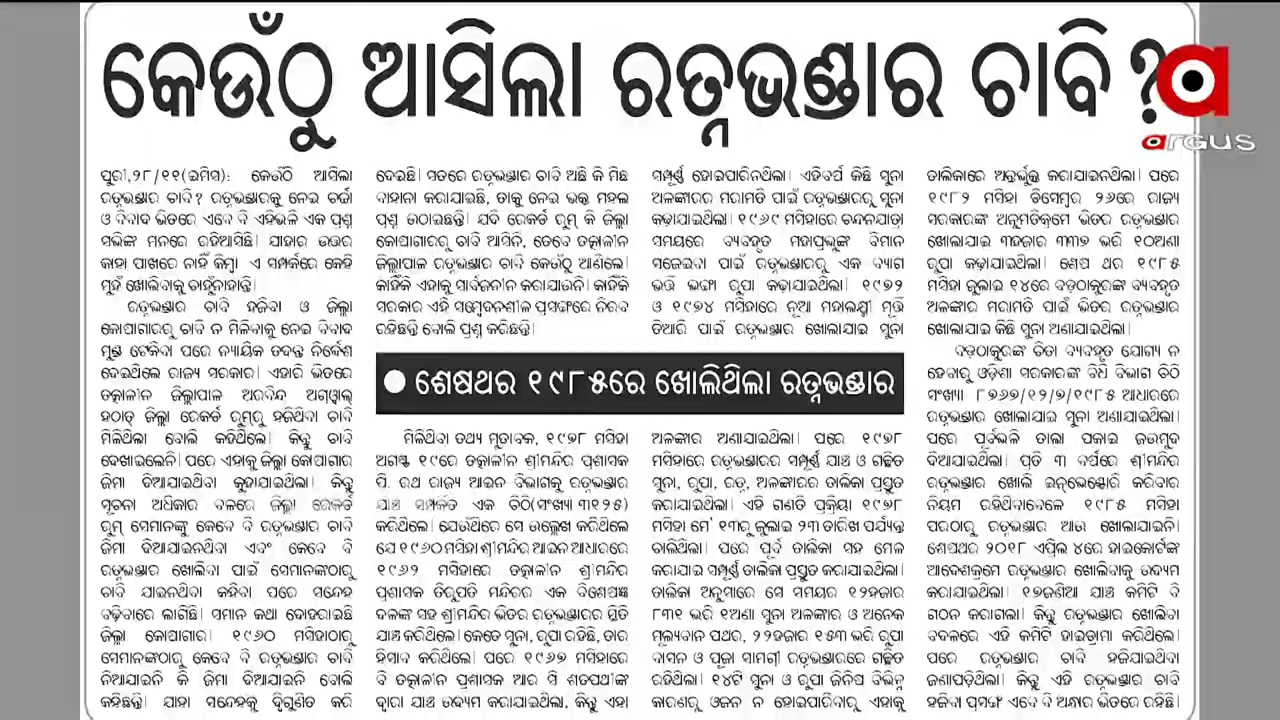 କେଉଁଠୁ ଆସିଲା ରତ୍ନଭଣ୍ଡାର ଚାବି ?
argus
ପୁରୀ,୨୮/୧୧(ଇମିସ): କେଉଁଠି ଆସିଲା
ରତ୍ନଭଣ୍ଡାର ଚାବି? ରତ୍ନଭଣ୍ଡାରକୁ ନେଇ ଚର୍ଚ୍ଚା
ଓ ବିବାଦ ଭିତରେ ଏବେ ବି ଏହିଭଳି ଏକ ପ୍ରଶ୍ନ
ସଭିଙ୍କ ମନରେ ରହିଆସିଛି। ଯାହାର ଉତ୍ତର
କାହା ପାଖରେ ନାହିଁ କିମ୍ବା ଏ ସମ୍ପର୍କରେ କେହି
ମୁହଁ ଖୋଲିବାକୁ ଚାହୁଁନାହାନ୍ତି।
ରତ୍ନଭଣ୍ଡାର ଚାବି ହଜିବା ଓ ଜିଲ୍ଲା
କୋଷାଗାରରୁ ଚାବି ନ ମିଳିବାକୁ ନେଇ ବିବାଦ
ମୁଣ୍ଡ ଟେକିବା ପରେ ନ୍ୟାୟିକ ତଦନ୍ତ ନିର୍ଦ୍ଦେଶ
ଦେଇଥିଲେ ରାଜ୍ୟ ସରକାର। ଏହାରି ଭିତରେ
ତତ୍କାଳୀନ ଜିଲ୍ଲାପାଳ ଅରବିନ୍ଦ ଅଗ୍ରୱାଲ୍
ହଠାତ୍ ଜିଲ୍ଲା ରେକର୍ଡ ରୁମ୍‌ରୁ ହଜିଥିବା ଚାବି
ମିଳିଥିଲା ବୋଲି କହିଥିଲେ। କିନ୍ତୁ ଚାବି
ଦେଖାଇଲେନି। ପରେ ଏହାକୁ ଜିଲ୍ଲା କୋଷାଗାର
ଜିମା ଦିଆଯାଇଥିବା କୁହାଯାଇଥିଲା। କିନ୍ତୁ
ସୂଚନା ଅଧିକାର ବଳରେ ଜିଲ୍ଲା ରେକର୍ଡ
ରୁମ୍ ସେମାନଙ୍କୁ କେବେ ବି ରତ୍ନଭଣ୍ଡାର ଚାବି
ଜିମା ଦିଆଯାଇନଥିବା ଏବଂ କେବେ ବି
ରତ୍ନଭଣ୍ଡାର ଖୋଲିବା ପାଇଁ ସେମାନଙ୍କଠାରୁ
ଚାବି ଯାଇନଥିବା କହିବା ପରେ ସନ୍ଦେହ
ବଢ଼ିବାରେ ଲାଗିଛି। ସମାନ କଥା ଦୋହରାଇଛି
ଜିଲ୍ଲା କୋଷାଗାର। ୧୯୬୦ ମସିହାଠାରୁ
ସେମାନଙ୍କଠାରୁ କେବେ ବି ରତ୍ନଭଣ୍ଡାର ଚାବି
ନିଆଯାଇନି କି ଜିମା ଦିଆଯାଇନି ବୋଲି
କହିଛନ୍ତି। ଯାହା ସନ୍ଦେହକୁ ଦ୍ୱିଗୁଣିତ କରି
ଦେଇଛି। ସତରେ ରତ୍ନଭଣ୍ଡାର ଚାବି ଅଛି କି ମିଛ
ବାହାନା କରାଯାଇଛି, ତାକୁ ନେଇ ଭକ୍ତ ମହଲ
ପ୍ରଶ୍ନ ଉଠାଇଛନ୍ତି। ଯଦି ରେକର୍ଡ ରୁମ୍ କି ଜିଲ୍ଲା
କୋଷାଗାରରୁ ଚାବି ଆସିନି, ତେବେ ତତ୍କାଳୀନ
ଜିଲ୍ଲାପାଳ ରତ୍ନଭଣ୍ଡାର ଚାବି କେଉଁଠୁ ଆଣିଲେ।
କାହିଁକି ଏହାକୁ ସାର୍ବଜନୀନ କରାଯାଉନି। କାହିଁକି
ସରକାର ଏହି ସମ୍ବେଦନଶୀଳ ପ୍ରସଙ୍ଗରେ ନିରବ
ରହିଛନ୍ତି ବୋଲି ପ୍ରଶ୍ନ କରିଛନ୍ତି।
ସମ୍ପୂର୍ଣ୍ଣ ହୋଇପାରିନଥିଲା। ଏହିବର୍ଷ କିଛି ସୁନା
ଅଳଙ୍କାରର ମରାମତି ପାଇଁ ରତ୍ନଭଣ୍ଡାରରୁ ସୁନା
କଢ଼ାଯାଇଥିଲା। ୧୯୬୯ ମସିହାରେ ଚନ୍ଦନଯାତ୍ରା
ସମୟରେ ବ୍ୟବହୃତ ମହାପ୍ରଭୁଙ୍କ ବିମାନ
ସଜେଇବା ପାଇଁ ରତ୍ନଭଣ୍ଡାରରୁ ଏକ ବ୍ୟାଗ
ଭର୍ତ୍ତି ଭଙ୍ଗା ରୂପା କଢ଼ାଯାଇଥିଲା। ୧୯୭୨
ଓ ୧୯୭୪ ମସିହାରେ ନୂଆ ମହାଲକ୍ଷ୍ମୀ ମୂର୍ତ୍ତି
ତିଆରି ପାଇଁ ରତ୍ନଭଣ୍ଡାର ଖୋଲାଯାଇ ସୁନା
● ଶେଷଥର ୧୯୮୫ରେ ଖୋଲିଥିଲା ରତ୍ନଭଣ୍ଡାର
ମିଳିଥିବା ତଥ୍ୟ ମୁତାବକ, ୧୯୭୮ ମସିହା
ଅଗଷ୍ଟ ୧୯ରେ ତତ୍କାଳୀନ ଶ୍ରୀମନ୍ଦିର ପ୍ରଶାସକ
ସି. ରଥ ରାଜ୍ୟ ଆଇନ ବିଭାଗକୁ ରତ୍ନଭଣ୍ଡାର
ଯାଞ୍ଚ ସମ୍ପର୍କିତ ଏକ ଚିଠି(ସଂଖ୍ୟା ୩୧୨୫)
କରିଥିଲେ। ଯେଉଁଥିରେ ସେ ଉଲ୍ଲେଖ କରିଥିଲେ
ଯେ ୧୯୬୦ ମସିହା ଶ୍ରୀମନ୍ଦିର ଆଇନ ଆଧାରରେ
୧୯୬୨ ମସିହାରେ ତତ୍କାଳୀନ ଶ୍ରୀମନ୍ଦିର
ପ୍ରଶାସକ ତିରୁପତି ମନ୍ଦିରର ଏକ ବିଶେଷଜ୍ଞ
ଦଳଙ୍କ ସହ ଶ୍ରୀମନ୍ଦିର ଭିତର ରତ୍ନଭଣ୍ଡାରର ସ୍ଥିତି
ଯାଞ୍ଚ କରିଥିଲେ। କେତେ ସୁନା, ରୂପା ରହିଛି, ତାର
ହିସାବ କରିଥିଲେ। ପରେ ୧୯୬୭ ମସିହାରେ
ବି ତତ୍କାଳୀନ ପ୍ରଶାସକ ଆର ସି ଶତପଥୀଙ୍କ
ଦ୍ୱାରା ଯାଞ୍ଚ ଉଦ୍ୟମ କରାଯାଇଥିଲା, କିନ୍ତୁ ଏହା
ଅଳଙ୍କାର ଅଣାଯାଇଥିଲା। ପରେ ୧୯୭୮
ମସିହାରେ ରତ୍ନଭଣ୍ଡାରର ସମ୍ପୂର୍ଣ୍ଣ ଯାଞ୍ଚ ଓ ଗଚ୍ଛିତ
ସୁନା, ରୂପା, ରତ୍ନ, ଅଳଙ୍କାରର ତାଲିକା ପ୍ରସ୍ତୁତ
କରାଯାଇଥିଲା। ଏହି ଗଣତି ପ୍ରକ୍ରିୟା ୧୯୭୮
ମସିହା ମେ' ୧୩ରୁ ଜୁଲାଇ ୨୩ ତାରିଖ ପର୍ଯ୍ୟନ୍ତ
ଚାଲିଥିଲା। ପରେ ପୂର୍ବ ତାଲିକା ସହ ମେଳ
କରାଯାଇ ସମ୍ପୂର୍ଣ୍ଣ ତାଲିକା ପ୍ରସ୍ତୁତ କରାଯାଇଥିଲା।
ତାଲିକା ଅନୁସାରେ ସେ ସମୟର ୧୨ହଜାର
୮୩୧ ଭରି ୧ଅଣା ସୁନା ଅଳଙ୍କାର ଓ ଅନେକ
ମୂଲ୍ୟବାନ ପଥର, ୨୨ହଜାର ୧୫୩ ଭରି ରୂପା
ବାସନ ଓ ପୂଜା ସାମଗ୍ରୀ ରତ୍ନଭଣ୍ଡାରରେ ଗଚ୍ଛିତ
ରହିଥିଲା। ୧୪ଟି ସୁନା ଓ ରୂପା ଜିନିଷ ବିଭିନ୍ନ
କାରଣରୁ ଓଜନ ନ ହୋଇପାରିବାରୁ ଏହାକୁ
ତାଲିକାରେ ଅନ୍ତର୍ଭୁକ୍ତ କରାଯାଇନଥିଲା। ପରେ
୧୯୮୨ ମସିହା ଡିସେମ୍ବର ୨୬ରେ ରାଜ୍ୟ
ସରକାରଙ୍କ ଅନୁମତିକ୍ରମେ ଭିତର ରତ୍ନଭଣ୍ଡାର
ଖୋଲାଯାଇ ୩ହଜାର ୩୩୭ ଭରି ୧୦ଅଣା
ରୂପା କଢ଼ାଯାଇଥିଲା। ଶେଷ ଥର ୧୯୮୫
ମସିହା ଜୁଲାଇ ୧୪ରେ ବଡ଼ଠାକୁରଙ୍କ ବ୍ୟବହୃତ
ଅଳଙ୍କାର ମରାମତି ପାଇଁ ଭିତର ରତ୍ନଭଣ୍ଡାର
ଖୋଲାଯାଇ କିଛି ସୁନା ଅଣାଯାଇଥିଲା।
ବଡ଼ଠାକୁରଙ୍କ ଚିତା ବ୍ୟବହୃତ ଯୋଗ୍ୟ ନ
ହେବାରୁ ଓଡ଼ିଶା ସରକାରଙ୍କ ବିଧି ବିଭାଗ ଚିଠି
ସଂଖ୍ୟା ୮୭୬୭/୧୨/୭/୧୯୮୫ ଆଧାରରେ
ରତ୍ନଭଣ୍ଡାର ଖୋଲାଯାଇ ସୁନା ଅଣାଯାଇଥିଲା।
ପରେ ପୂର୍ବଭଳି ତାଲା ପକାଇ ଜଉମୁଦ
ଦିଆଯାଇଥିଲା। ପ୍ରତି ୩ ବର୍ଷରେ ଶ୍ରୀମନ୍ଦିର
ରତ୍ନଭଣ୍ଡାର ଖୋଲି ଇନ୍‌ଭେଣ୍ଟୋରି କରିବାର
ନିୟମ ରହିଥିବାବେଳେ ୧୯୮୫ ମସିହା
ପରଠାରୁ ରତ୍ନଭଣ୍ଡାର ଆଉ ଖୋଲାଯାଇନି।
ଶେଷଥର ୨୦୧୮ ଏପ୍ରିଲ ୪ରେ ହାଇକୋର୍ଟଙ୍କ
ଆଦେଶକ୍ରମେ ରତ୍ନଭଣ୍ଡାର ଖୋଲିବାକୁ ଉଦ୍ୟମ
କରାଯାଇଥିଲା। ୧୭ଜଣିଆ ଯାଞ୍ଚ କମିଟି ବି
ଗଠନ କରାଗଲା। କିନ୍ତୁ ରତ୍ନଭଣ୍ଡାର ଖୋଲିବା
ବଦଳରେ ଏହି କମିଟି ହାଇଡ୍ରାମା କରିଥିଲେ।
ପରେ ରତ୍ନଭଣ୍ଡାର ଚାବି ହଜିଯାଇଥିବା
ଜଣାପଡ଼ିଥିଲା। କିନ୍ତୁ ଏହି ରତ୍ନଭଣ୍ଡାର ଚାବି
ହଜିବା ପ୍ରସଙ୍ଗ ଏବେ ବି ଅନ୍ଧାର ଭିତରେ ରହିଛି।